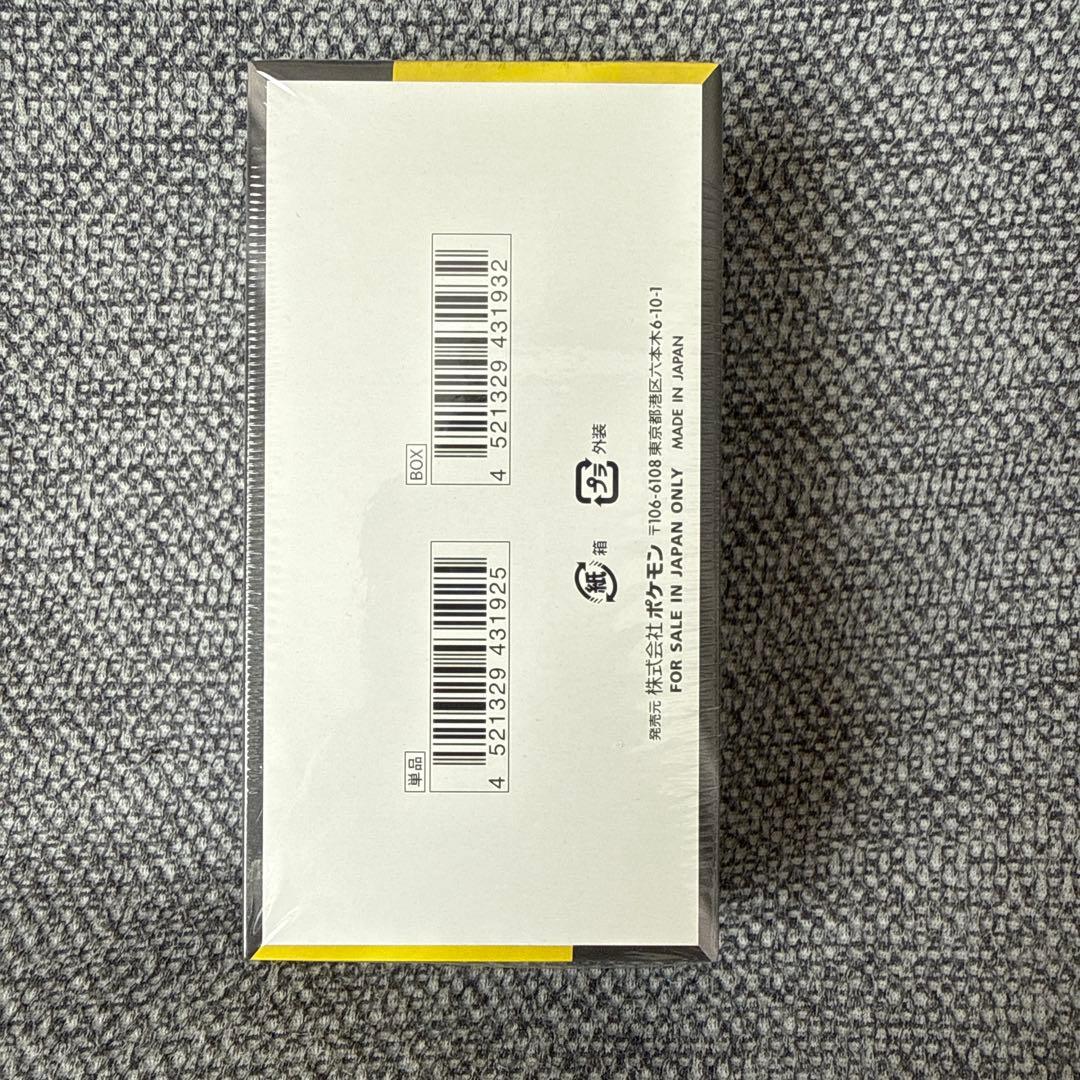 単品
4 521329 431925
BOX
4 521329 431932
紙 箱 プラ 外装
発売元 株式会社 ポケモン 〒106-6108 東京都港区六本木6-10-1
FOR SALE IN JAPAN ONLY MADE IN JAPAN